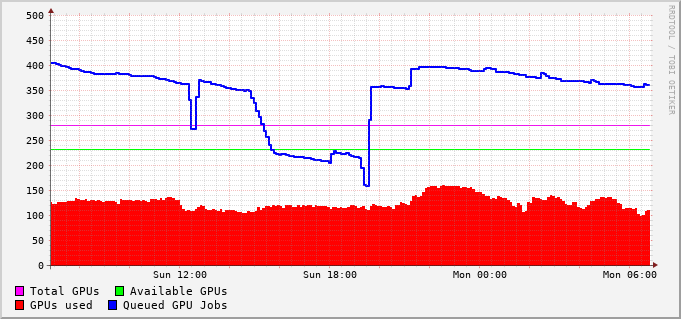 500
450
400
350
300
250
200
150
100
50
0
Sun 12:00 Sun 18:00 Mon 00:00 Mon 06:00
Total GPUs Available GPUs
GPUs used Queued GPU Jobs
RRDTOOL / TOBI OETIKER